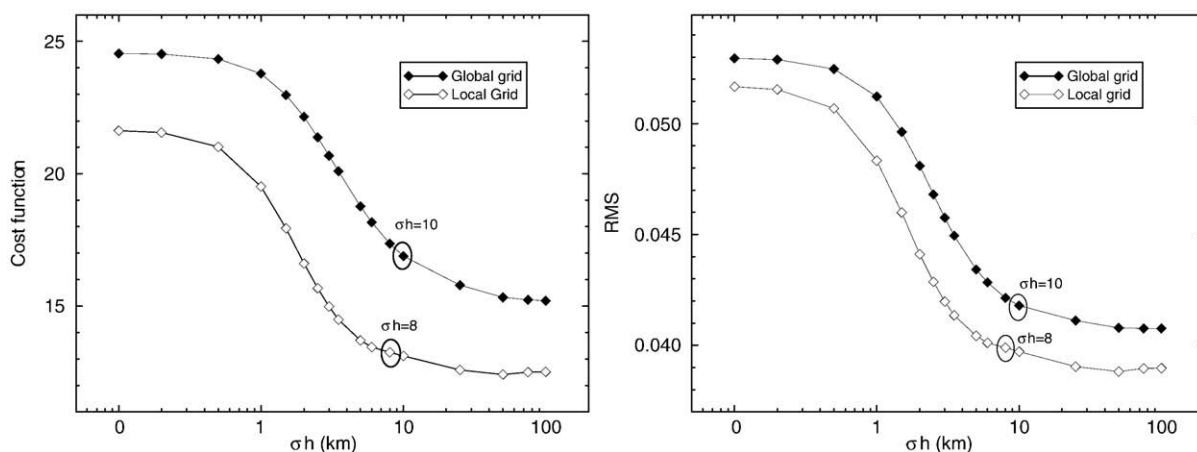 25
20
15
Cost function
Global grid
Local Grid
σh=10
σh=8
0 1 10 100
σh (km)
0.050
0.045
0.040
RMS
Global grid
Local grid
σh=10
σh=8
0 1 10 100
σh (km)